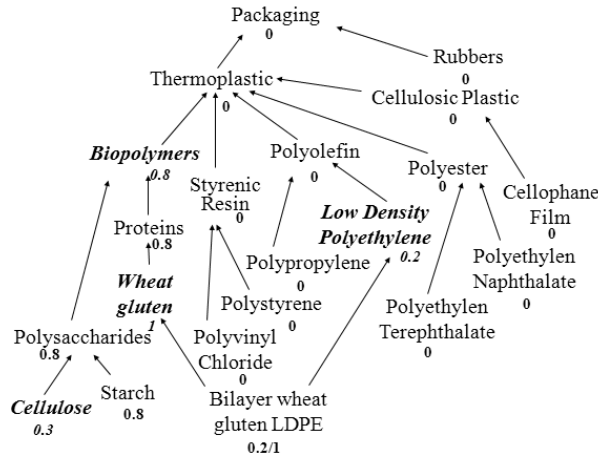 Packaging
0
Rubbers
0
Thermoplastic
0
Cellulosic Plastic
0
Biopolymers
0.8
Polyolefin
0
Polyester
0
Styrenic
Resin
0
Cellophane
Film
0
Low Density
Polyethylene
0.2
Proteins
0.8
Wheat
gluten
1
Polypropylene
0
Polyethylen
Naphthalate
0
Polystyrene
0
Polyethylen
Terephthalate
0
Polysaccharides
0.8
Polyvinyl
Chloride
0
Cellulose
0.3
Starch
0.8
Bilayer wheat
gluten LDPE
0.2/1